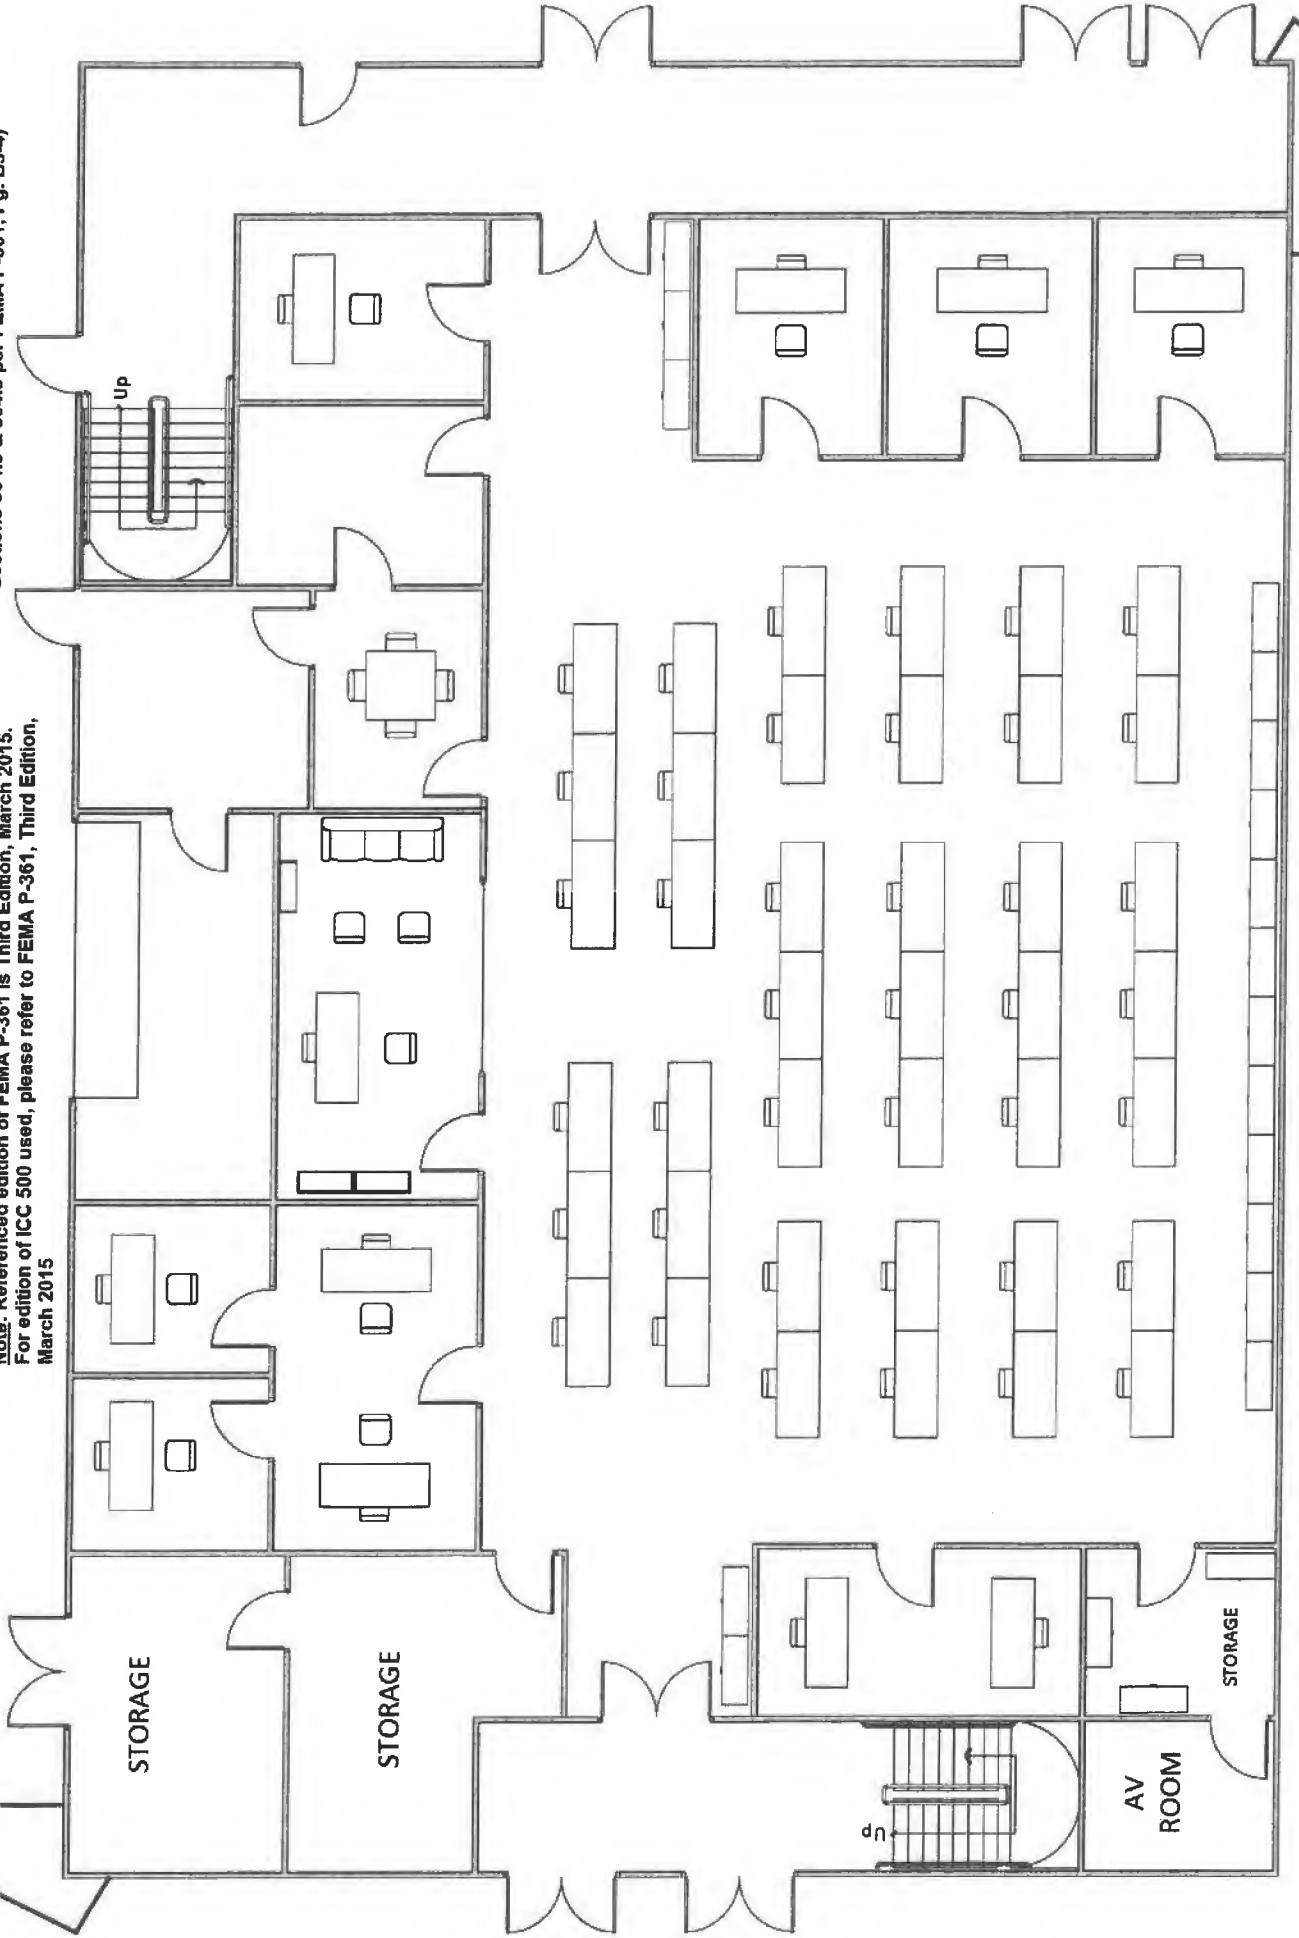 Note: Referenced edition of FEMA P-361 is Third Edition, March 2015.
For edition of ICC 500 used, please refer to FEMA P-361, Third Edition,
March 2015
Up
STORAGE
STORAGE
Up
AV
ROOM
STORAGE